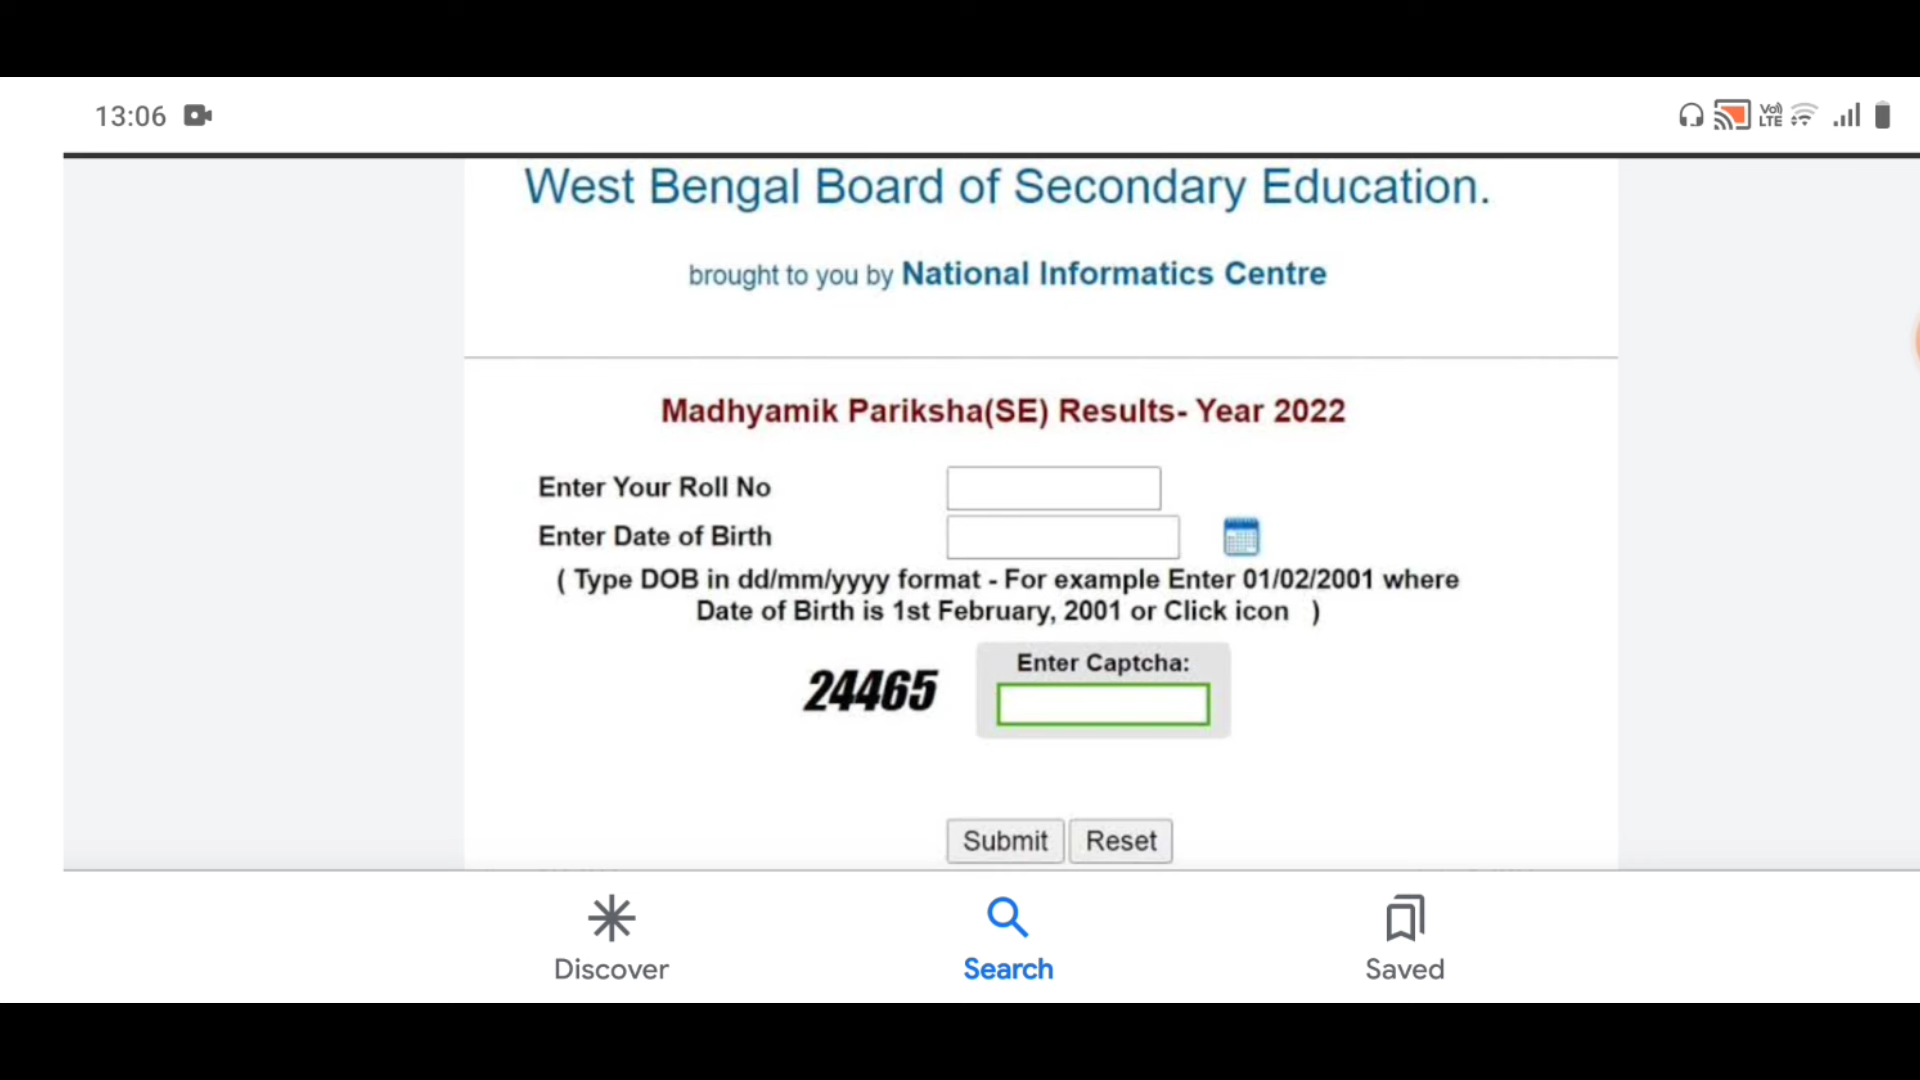 13:06
Vo) LTE
West Bengal Board of Secondary Education.
brought to you by National Informatics Centre
Madhyamik Pariksha(SE) Results- Year 2022
Enter Your Roll No
Enter Date of Birth
( Type DOB in dd/mm/yyyy format - For example Enter 01/02/2001 where
Date of Birth is 1st February, 2001 or Click icon )
24465
Enter Captcha:
Submit Reset
Discover Search Saved